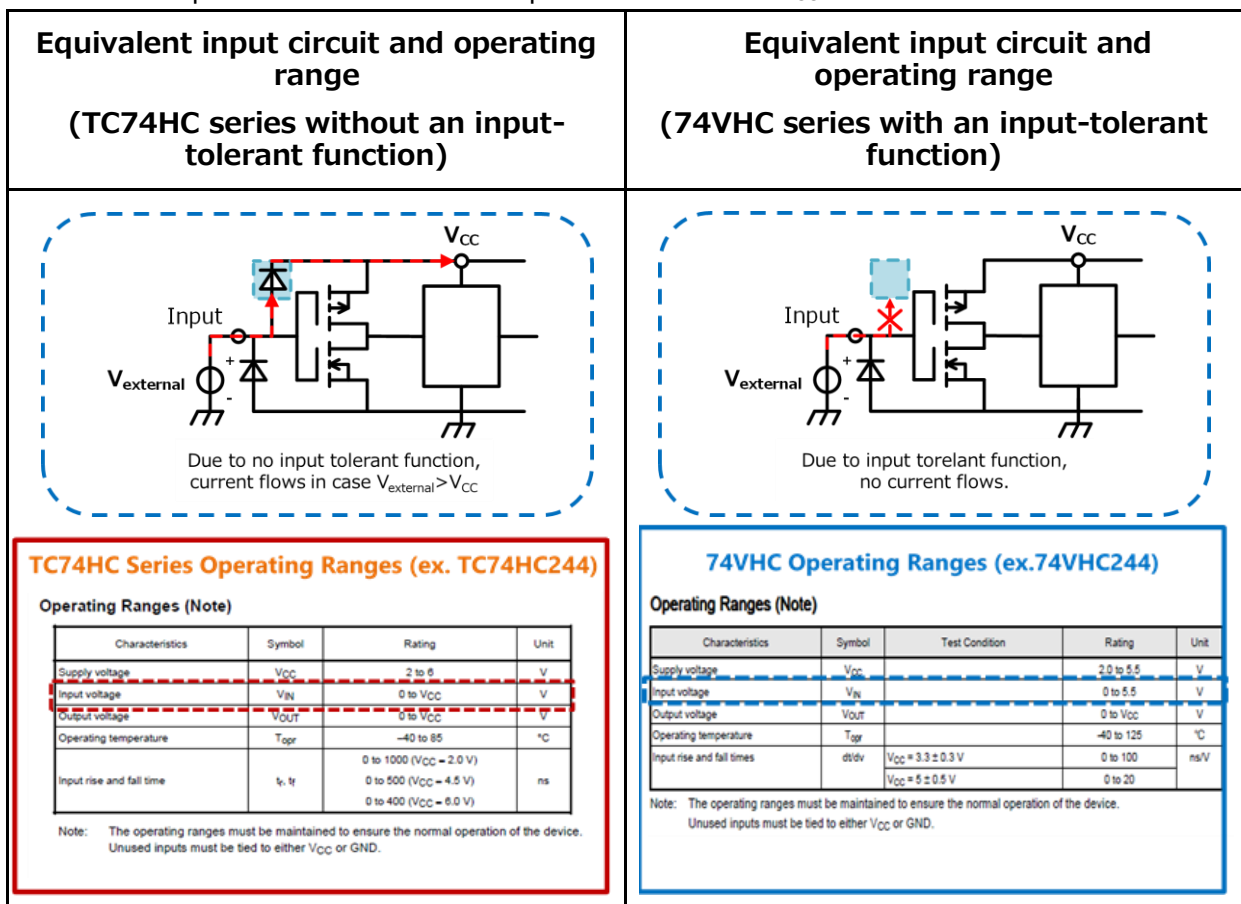 Equivalent input circuit and operating
range
(TC74HC series without an input-
tolerant function)
Equivalent input circuit and
operating range
(74VHC series with an input-tolerant
function)
VCC
Input
Vexternal
+
-
Due to no input tolerant function,
current flows in case Vexternal>VCC
VCC
Input
Vexternal
+
-
Due to input torelant function,
no current flows.
TC74HC Series Operating Ranges (ex. TC74HC244)
Operating Ranges (Note)
Characteristics Symbol Rating Unit
Supply voltage VCC 2 to 6 V
Input voltage VIN 0 to VCC V
Output voltage VOUT 0 to VCC V
Operating temperature Topr –40 to 85 °C
Input rise and fall time tr, tf 0 to 1000 (VCC = 2.0 V) ns
0 to 500 (VCC = 4.5 V)
0 to 400 (VCC = 6.0 V)
Note: The operating ranges must be maintained to ensure the normal operation of the device.
Unused inputs must be tied to either VCC or GND.
74VHC Operating Ranges (ex.74VHC244)
Operating Ranges (Note)
Characteristics Symbol Test Condition Rating Unit
Supply voltage VCC 2.0 to 5.5 V
Input voltage VIN 0 to 5.5 V
Output voltage VOUT 0 to VCC V
Operating temperature Topr -40 to 125 °C
Input rise and fall times dt/dv VCC = 3.3 ± 0.3 V 0 to 100 ns/V
VCC = 5 ± 0.5 V 0 to 20
Note: The operating ranges must be maintained to ensure the normal operation of the device.
Unused inputs must be tied to either VCC or GND.